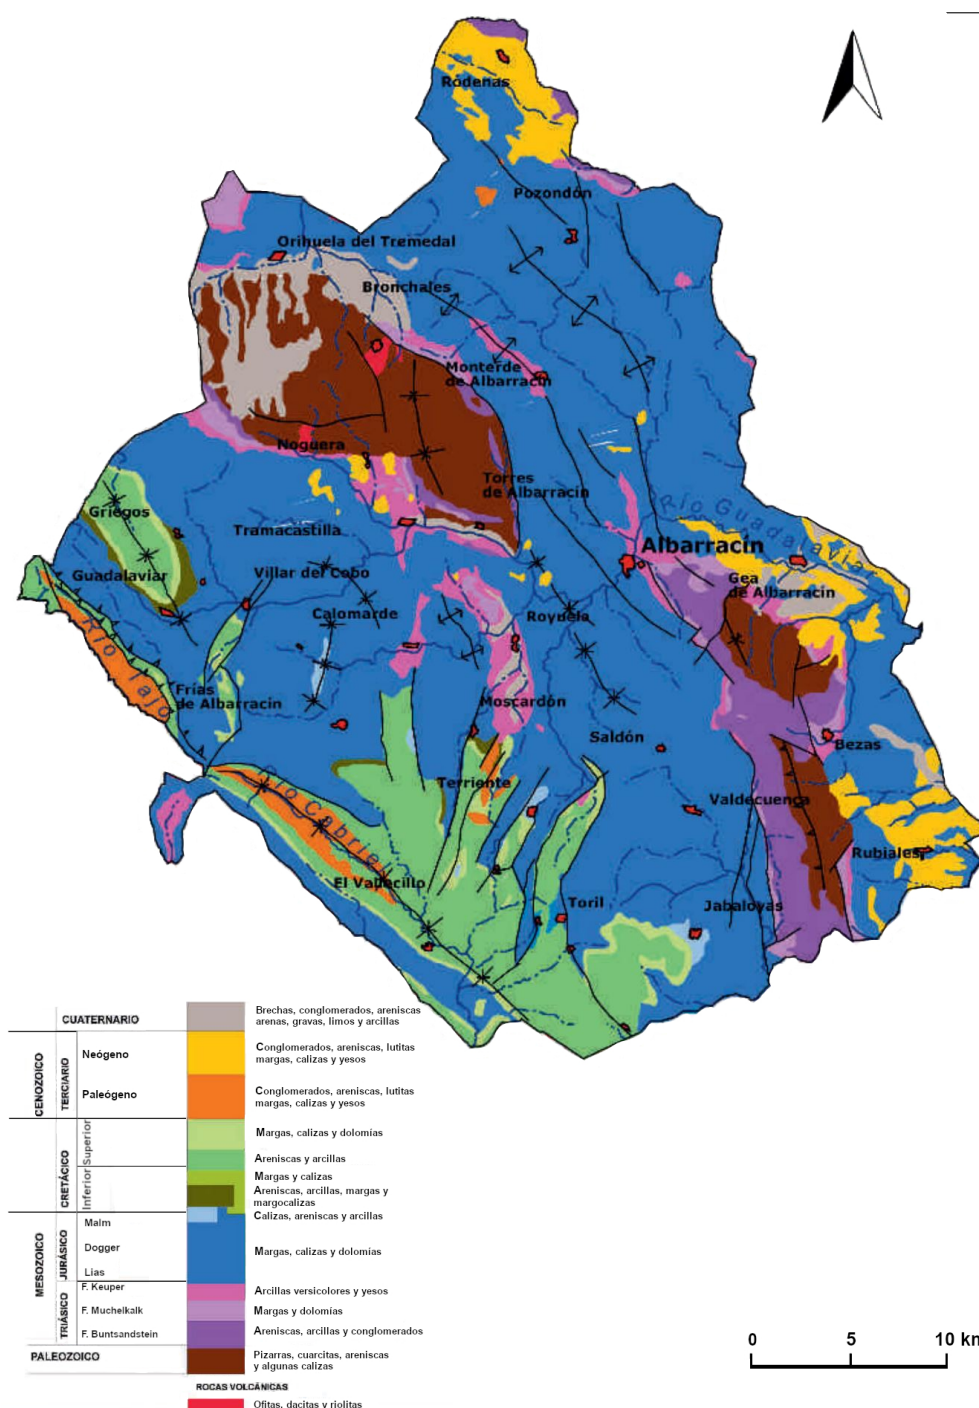 Ródenas
Pozondón
Orihuela del Tremedal
Bronchales
Monterde
de Albarracín
Noguera
Torres
de Albarracín
Griegos
Tramacastilla
Río Guadalaviar
Albarracín
Guadalaviar
Villar del Cobo
Gea
de Albarracín
Calomarde
Royuela
Río Tajo
Frías
de Albarracín
Moscardón
Saldón
Bezas
Terriente
Valdecuenca
Río Cabriel
Rubiales
El Vallecillo
Toril
Jabaloyas
CUATERNARIO
Brechas, conglomerados, areniscas
arenas, gravas, limos y arcillas
CENOZOICO
TERCIARIO
Neógeno
Conglomerados, areniscas, lutitas
margas, calizas y yesos
Paleógeno
Conglomerados, areniscas, lutitas
margas, calizas y yesos
MESOZOICO
CRETÁCICO
Superior
Margas, calizas y dolomías
Areniscas y arcillas
Inferior
Margas y calizas
Areniscas, arcillas, margas y
margocalizas
JURÁSICO
Malm
Calizas, areniscas y arcillas
Dogger
Margas, calizas y dolomías
Lias
TRIÁSICO
F. Keuper
Arcillas versicolores y yesos
F. Muchelkalk
Margas y dolomías
F. Buntsandstein
Areniscas, arcillas y conglomerados
PALEOZOICO
Pizarras, cuarcitas, areniscas
y algunas calizas
ROCAS VOLCÁNICAS
Ofitas, dacitas y riolitas
0 5 10 km